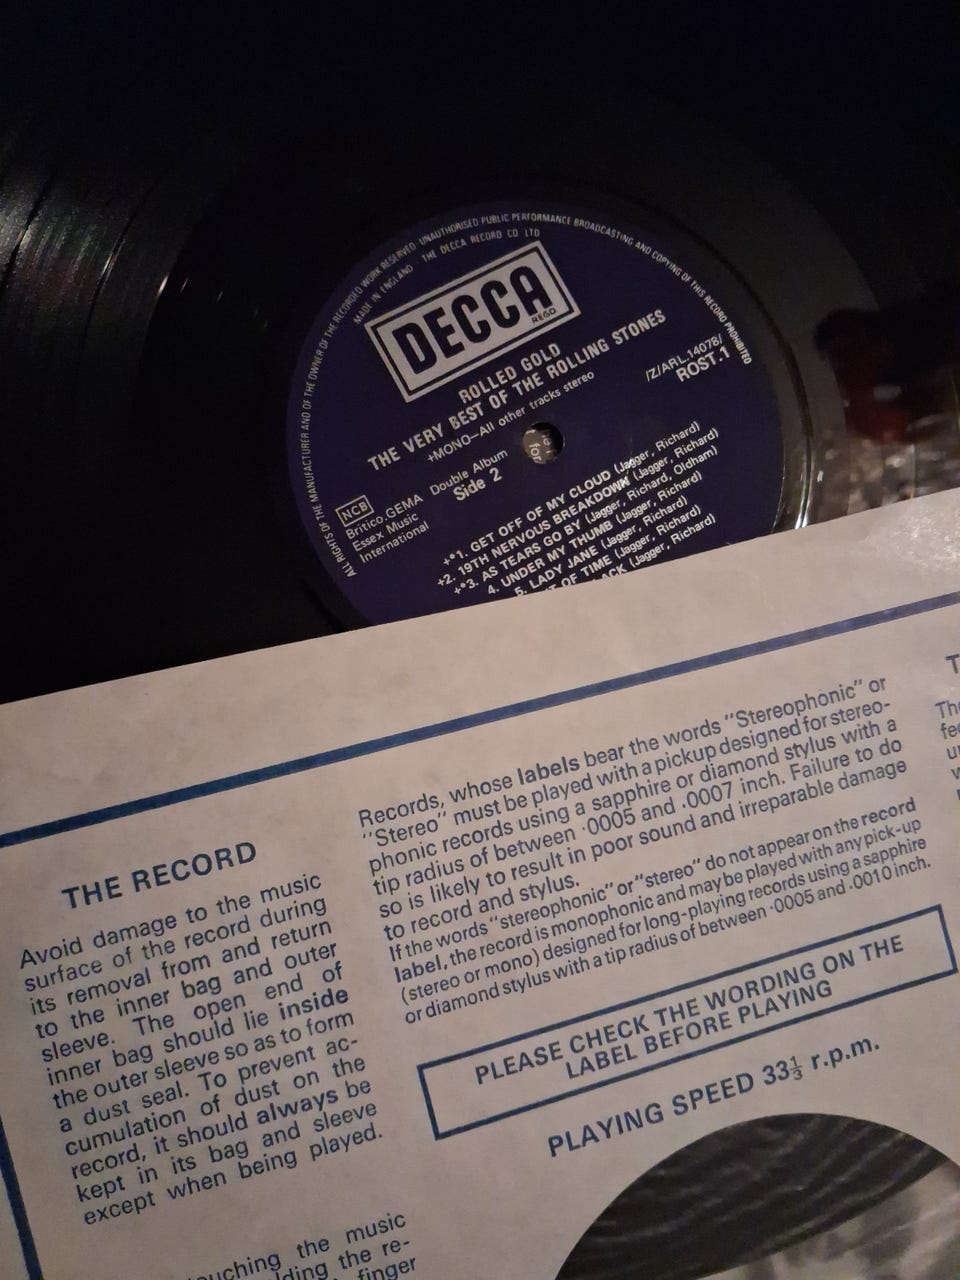 ALL RIGHTS OF THE MANUFACTURER AND OF THE OWNER OF THE RECORDED WORK RESERVED · UNAUTHORISED PUBLIC PERFORMANCE BROADCASTING AND COPYING OF THIS RECORD PROHIBITED
MADE IN ENGLAND · THE DECCA RECORD CO LTD
DECCA
REGD
ROLLED GOLD
THE VERY BEST OF THE ROLLING STONES
+MONO—All other tracks stereo
/Z/ARL.14078/
ROST.1
NCB
Britico.GEMA
Essex Music
International
Double Album
Side 2
+*1. GET OFF OF MY CLOUD (Jagger, Richard)
+2. 19TH NERVOUS BREAKDOWN (Jagger, Richard)
+*3. AS TEARS GO BY (Jagger, Richard, Oldham)
4. UNDER MY THUMB (Jagger, Richard)
5. LADY JANE (Jagger, Richard)
OF TIME (Jagger, Richard)
ACK (Jagger, Richard)
THE RECORD
Avoid damage to the music
surface of the record during
its removal from and return
to the inner bag and outer
sleeve. The open end of
inner bag should lie inside
the outer sleeve so as to form
a dust seal. To prevent ac-
cumulation of dust on the
record, it should always be
kept in its bag and sleeve
except when being played.
touching the music
lding the re-
finger
Records, whose labels bear the words "Stereophonic" or
"Stereo" must be played with a pickup designed for stereo-
phonic records using a sapphire or diamond stylus with a
tip radius of between ·0005 and .0007 inch. Failure to do
so is likely to result in poor sound and irreparable damage
to record and stylus.
If the words "stereophonic" or "stereo" do not appear on the record
label, the record is monophonic and may be played with any pick-up
(stereo or mono) designed for long-playing records using a sapphire
or diamond stylus with a tip radius of between ·0005 and .0010 inch.
PLEASE CHECK THE WORDING ON THE
LABEL BEFORE PLAYING
PLAYING SPEED 33⅓ r.p.m.